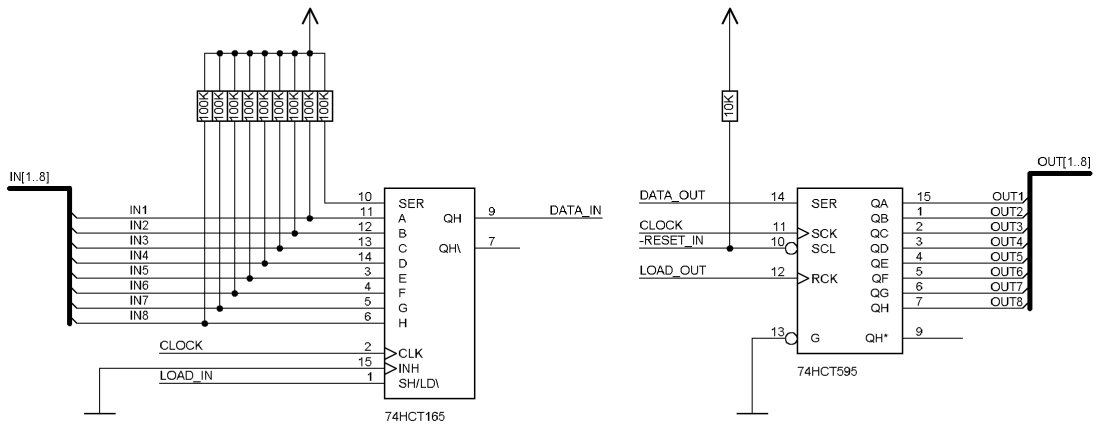 100K
100K
100K
100K
100K
100K
100K
100K
100K
10K
IN[1..8]
IN1
IN2
IN3
IN4
IN5
IN6
IN7
IN8
10 SER
11 A QH 9 DATA_IN
12 B
13 C QH\ 7
14 D
3 E
4 F
5 G
6 H
CLOCK 2 CLK
15 INH
LOAD_IN 1 SH/LD\
74HCT165
OUT[1..8]
DATA_OUT 14 SER QA 15 OUT1
QB 1 OUT2
CLOCK 11 SCK QC 2 OUT3
-RESET_IN 10 SCL QD 3 OUT4
QE 4 OUT5
LOAD_OUT 12 RCK QF 5 OUT6
QG 6 OUT7
QH 7 OUT8
13 G QH* 9
74HCT595